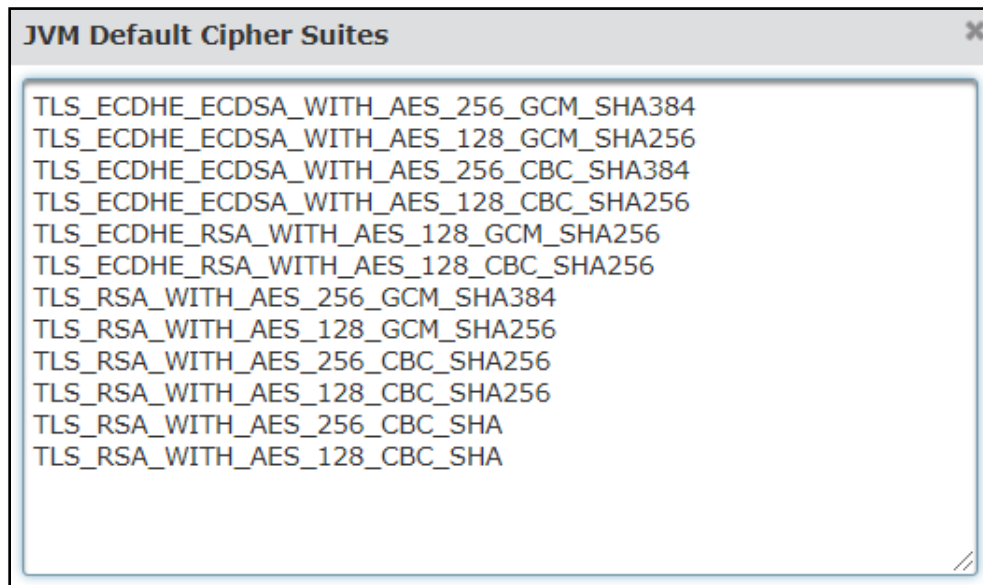 JVM Default Cipher Suites
TLS_ECDHE_ECDSA_WITH_AES_256_GCM_SHA384
TLS_ECDHE_ECDSA_WITH_AES_128_GCM_SHA256
TLS_ECDHE_ECDSA_WITH_AES_256_CBC_SHA384
TLS_ECDHE_ECDSA_WITH_AES_128_CBC_SHA256
TLS_ECDHE_RSA_WITH_AES_128_GCM_SHA256
TLS_ECDHE_RSA_WITH_AES_128_CBC_SHA256
TLS_RSA_WITH_AES_256_GCM_SHA384
TLS_RSA_WITH_AES_128_GCM_SHA256
TLS_RSA_WITH_AES_256_CBC_SHA256
TLS_RSA_WITH_AES_128_CBC_SHA256
TLS_RSA_WITH_AES_256_CBC_SHA
TLS_RSA_WITH_AES_128_CBC_SHA